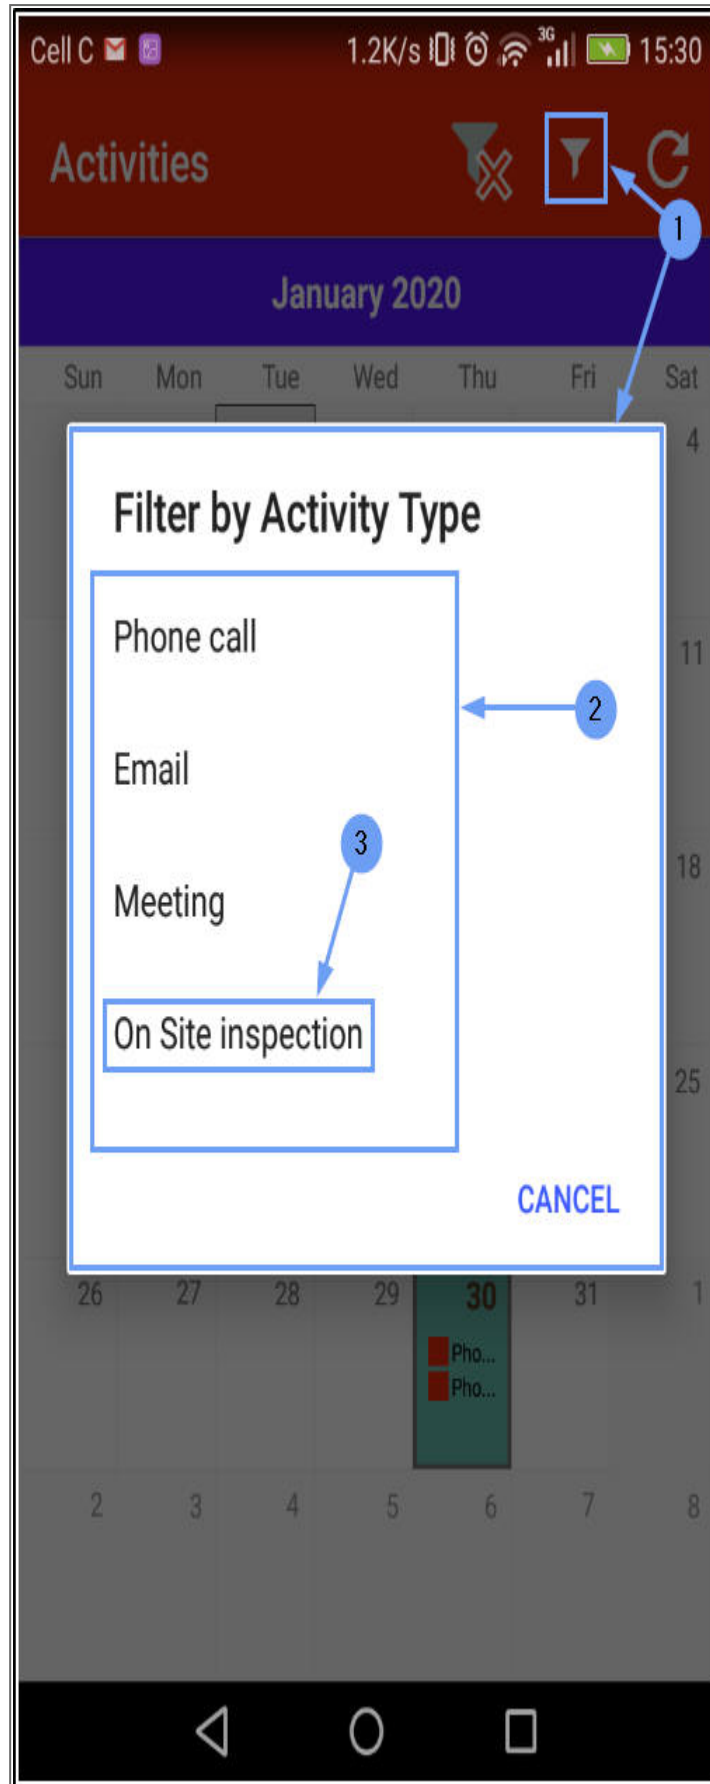 Cell C 1.2K/s 3G 15:30
Activities
1
January 2020
Sun Mon Tue Wed Thu Fri Sat
4
Filter by Activity Type
Phone call
11
2
Email
3
18
Meeting
On Site inspection
25
CANCEL
26 27 28 29 30 31 1
Pho...
Pho...
2 3 4 5 6 7 8